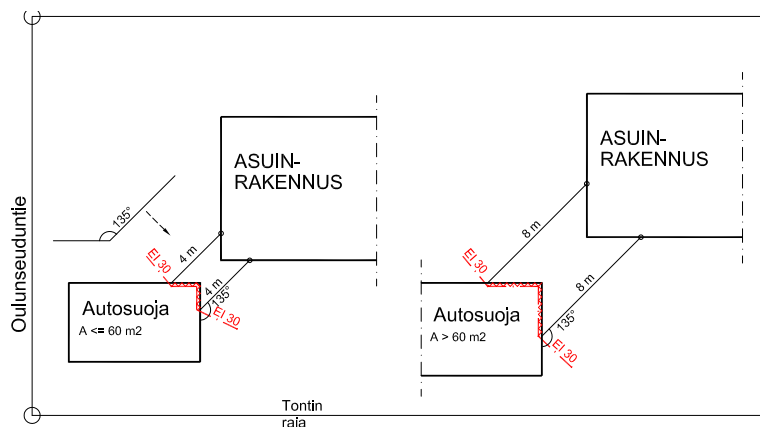 Oulunseuduntie
135°
ASUIN-
RAKENNUS
4 m
4 m
EI 30
135°
EI 30
Autosuoja
A <= 60 m2
ASUIN-
RAKENNUS
8 m
8 m
EI 30
135°
EI 30
Autosuoja
A > 60 m2
Tontin
raja